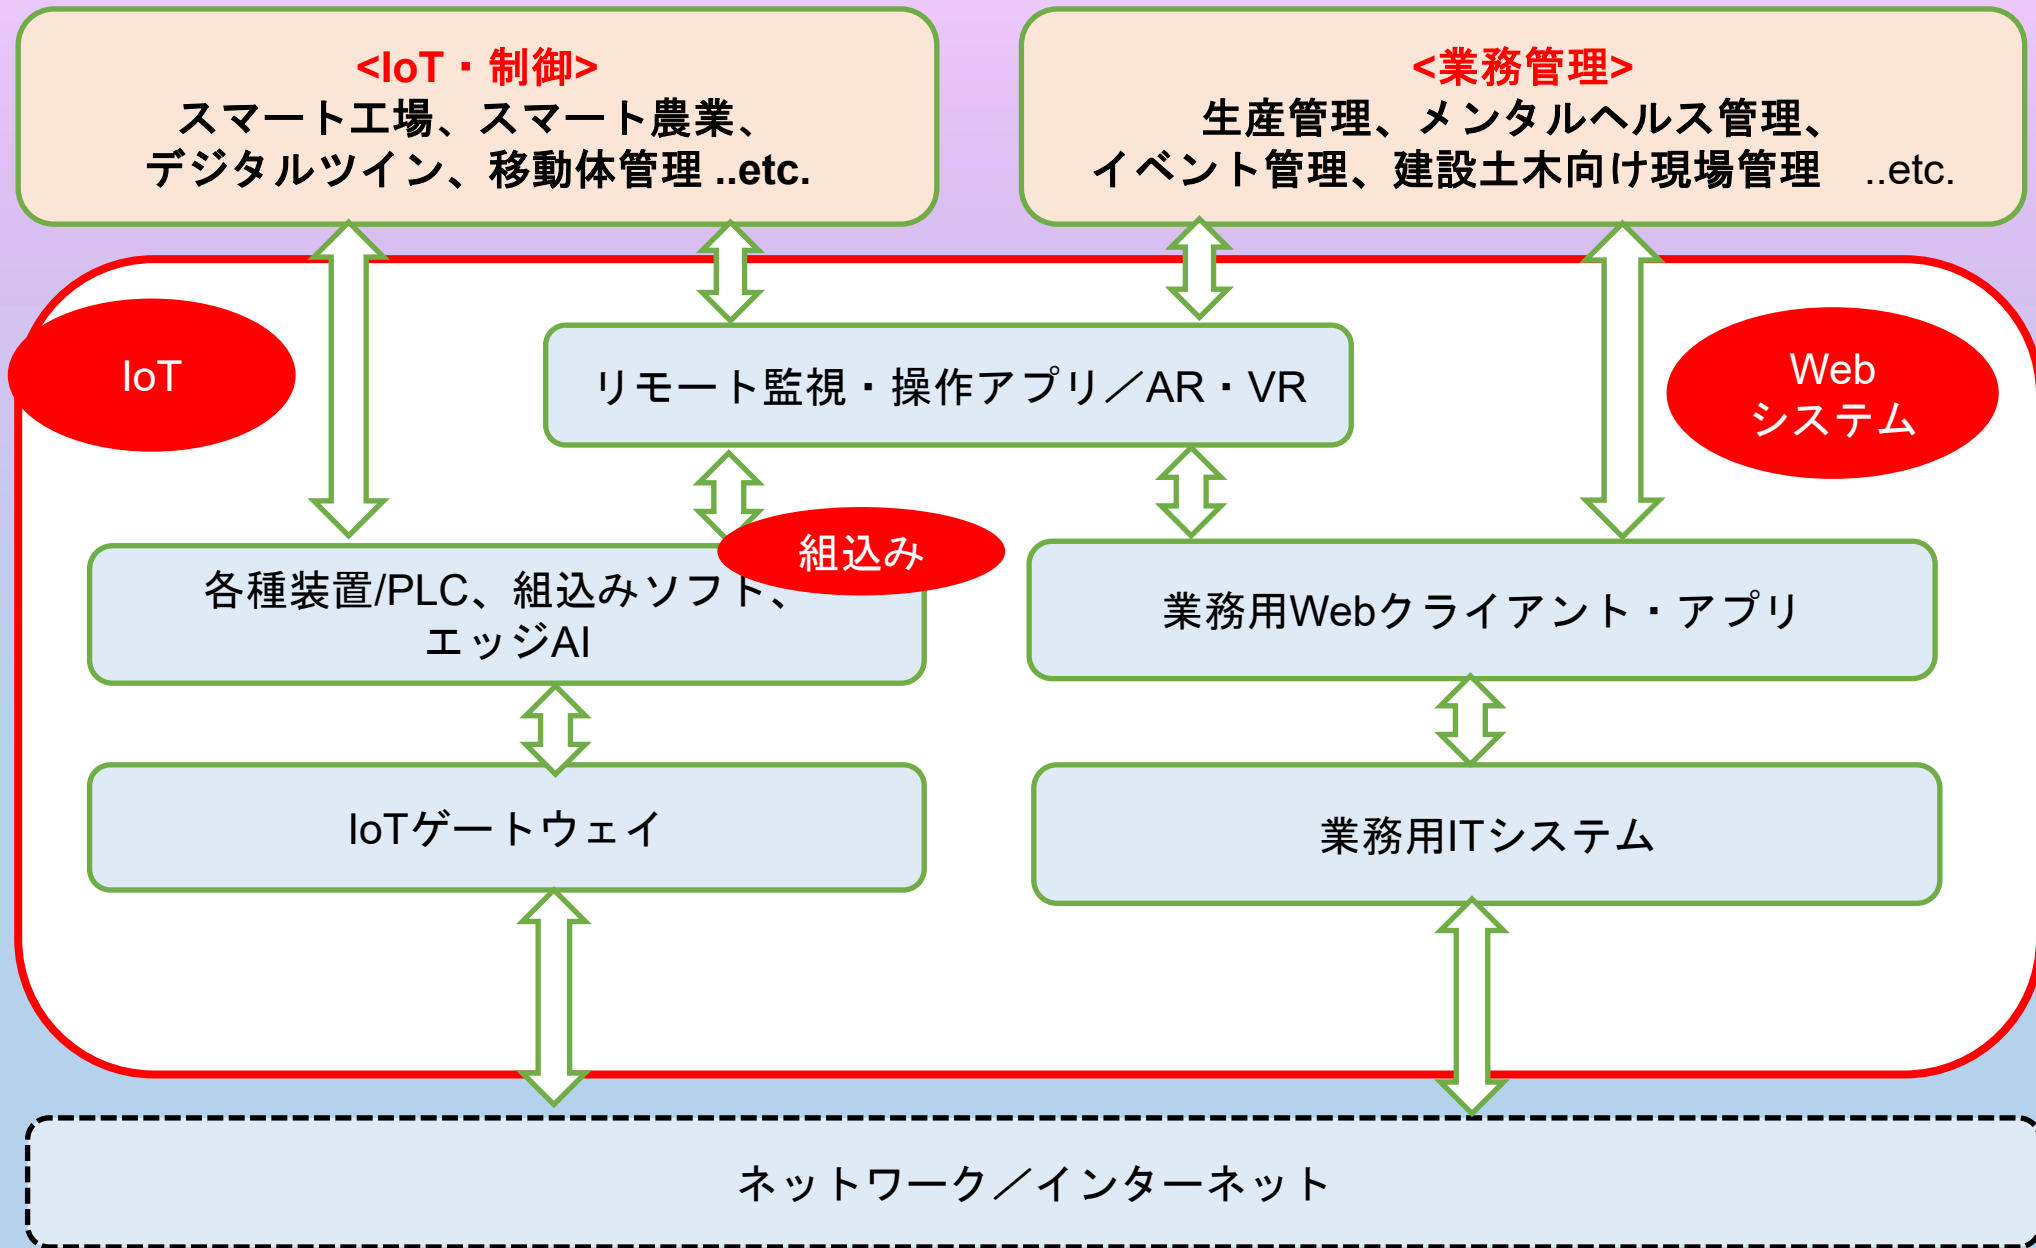 <IoT・制御>
スマート工場、スマート農業、
デジタルツイン、移動体管理 ..etc.
<業務管理>
生産管理、メンタルヘルス管理、
イベント管理、建設土木向け現場管理　..etc.
IoT
リモート監視・操作アプリ／AR・VR
Web
システム
組込み
各種装置/PLC、組込みソフト、
エッジAI
業務用Webクライアント・アプリ
IoTゲートウェイ
業務用ITシステム
ネットワーク／インターネット